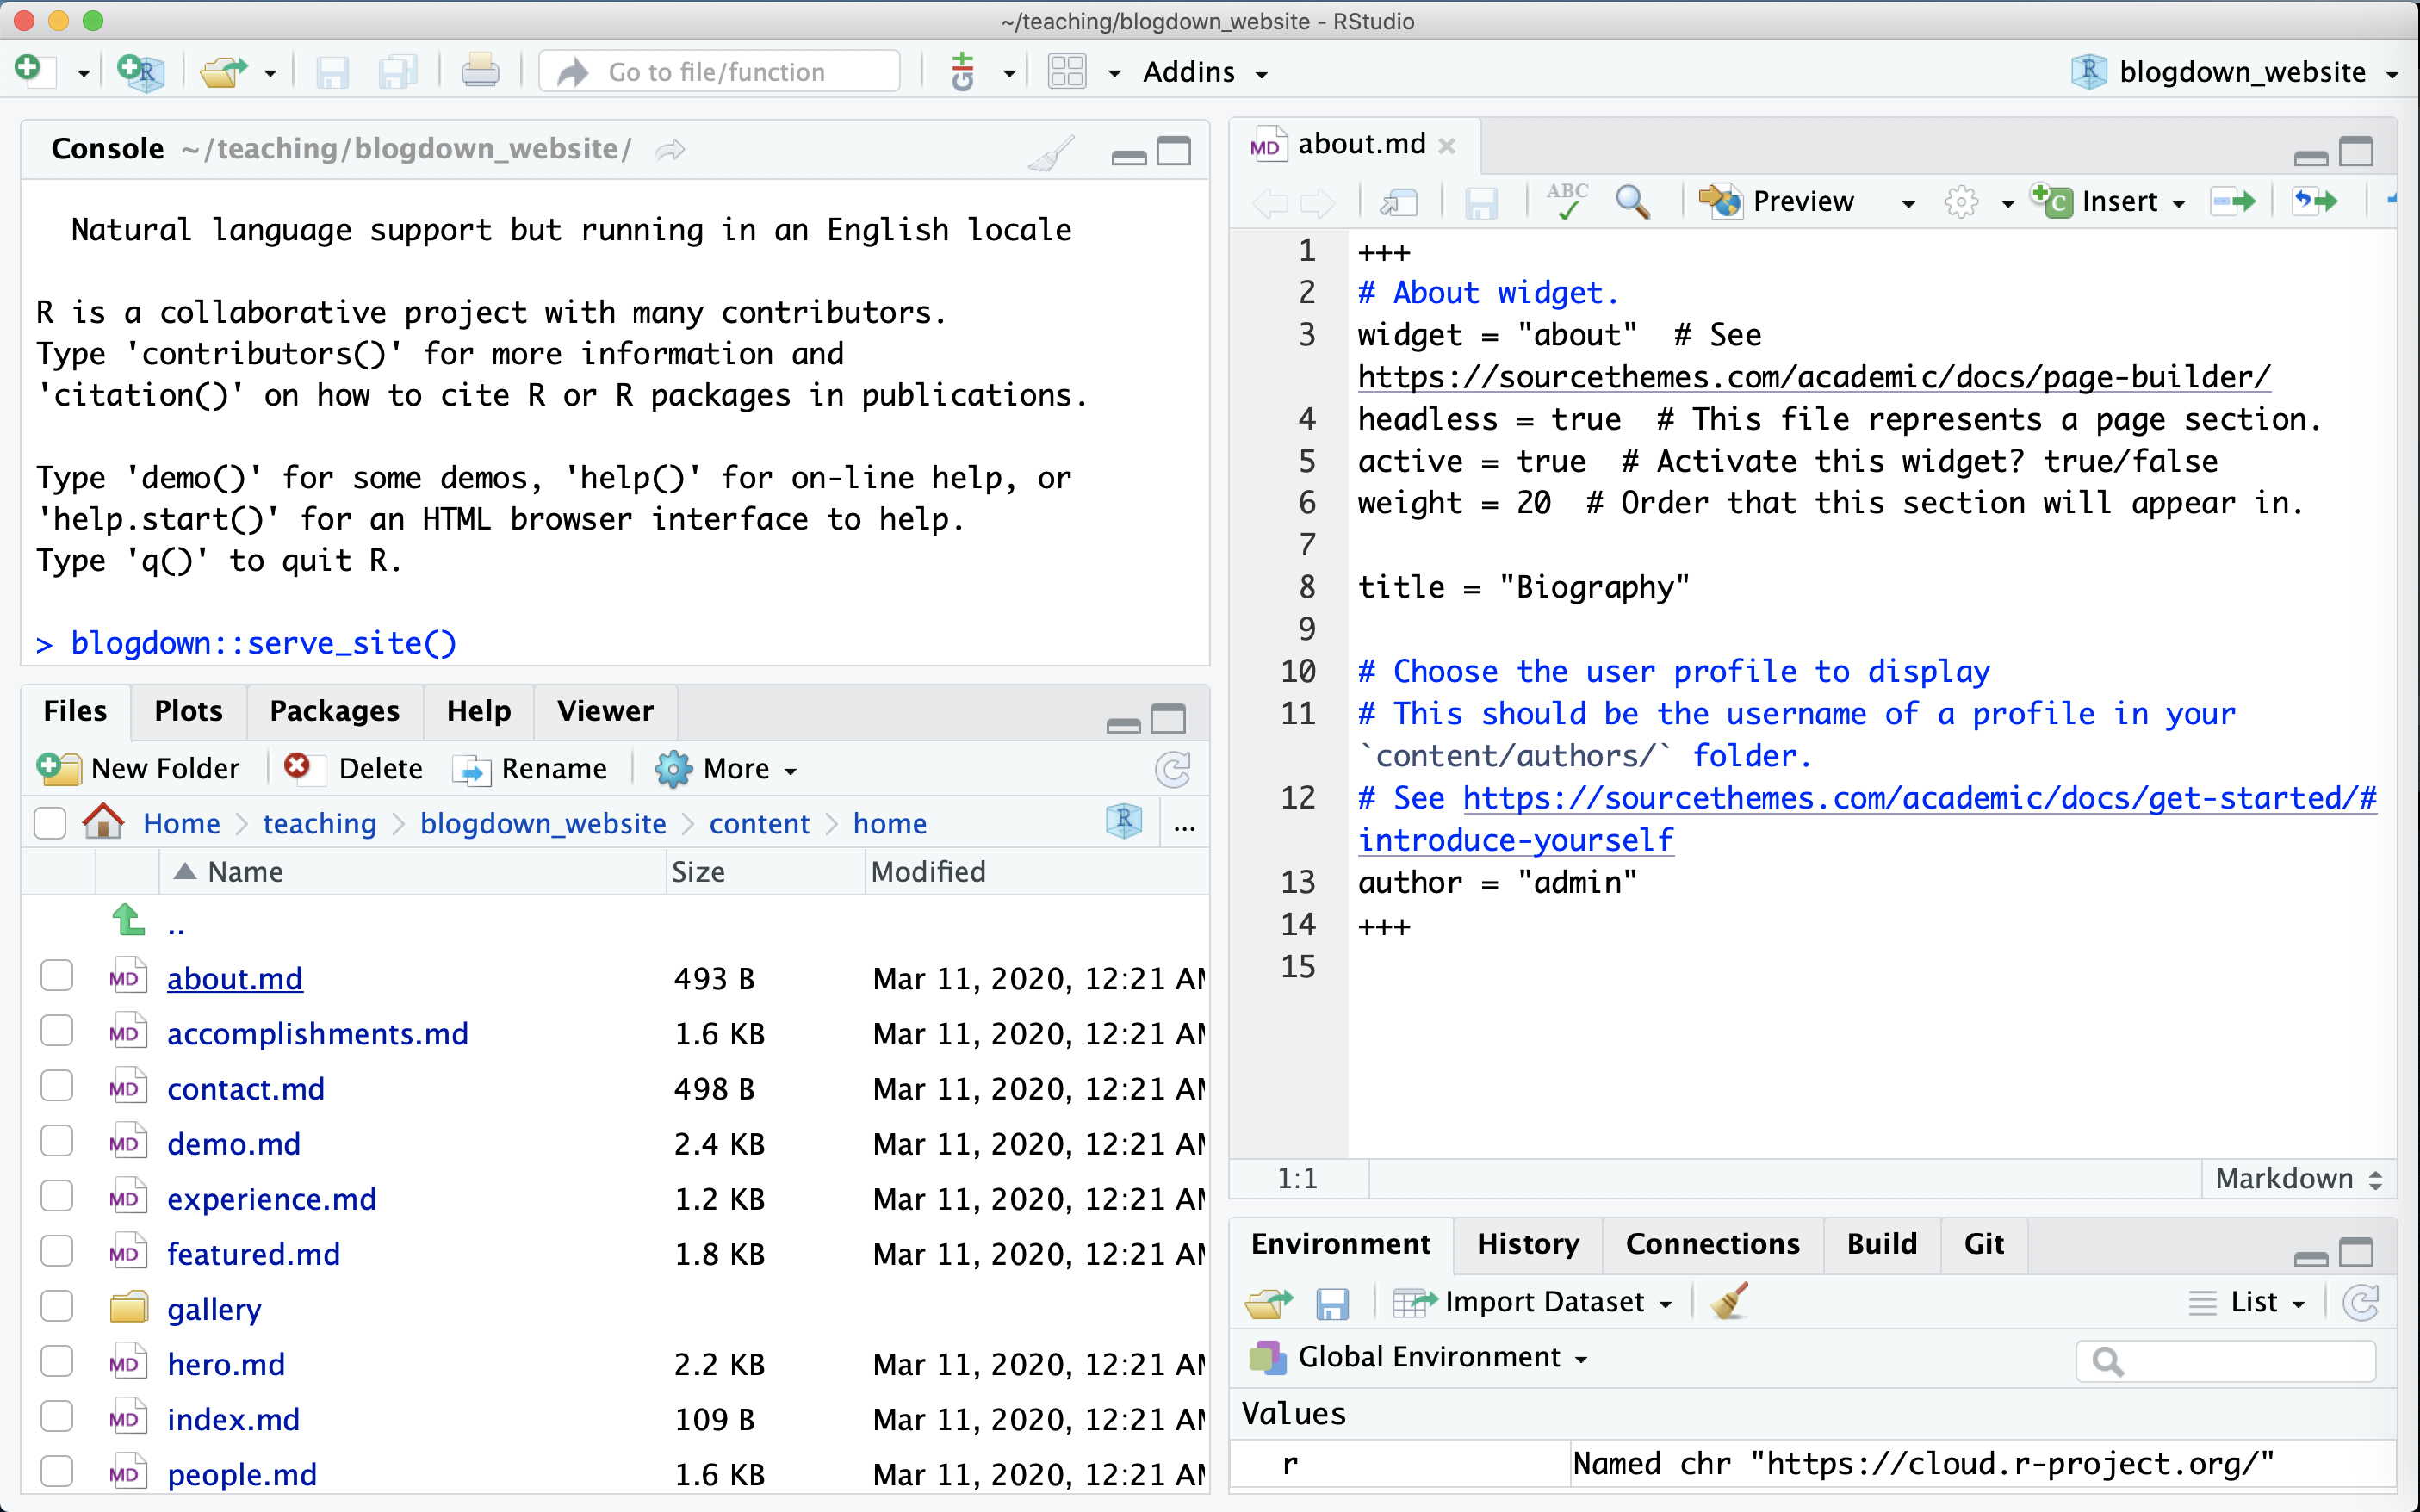 ~/teaching/blogdown_website - RStudio
Go to file/function
Addins
blogdown_website
Console ~/teaching/blogdown_website/
Natural language support but running in an English locale
R is a collaborative project with many contributors.
Type 'contributors()' for more information and
'citation()' on how to cite R or R packages in publications.
Type 'demo()' for some demos, 'help()' for on-line help, or
'help.start()' for an HTML browser interface to help.
Type 'q()' to quit R.
> blogdown::serve_site()
Files Plots Packages Help Viewer
New Folder Delete Rename More
Home teaching blogdown_website content home ...
Name Size Modified
..
MD about.md 493 B Mar 11, 2020, 12:21 AM
MD accomplishments.md 1.6 KB Mar 11, 2020, 12:21 AM
MD contact.md 498 B Mar 11, 2020, 12:21 AM
MD demo.md 2.4 KB Mar 11, 2020, 12:21 AM
MD experience.md 1.2 KB Mar 11, 2020, 12:21 AM
MD featured.md 1.8 KB Mar 11, 2020, 12:21 AM
gallery
MD hero.md 2.2 KB Mar 11, 2020, 12:21 AM
MD index.md 109 B Mar 11, 2020, 12:21 AM
MD people.md 1.6 KB Mar 11, 2020, 12:21 AM
MD about.md
ABC Preview Insert
1 +++
2 # About widget.
3 widget = "about"  # See
https://sourcethemes.com/academic/docs/page-builder/
4 headless = true  # This file represents a page section.
5 active = true  # Activate this widget? true/false
6 weight = 20  # Order that this section will appear in.
7
8 title = "Biography"
9
10 # Choose the user profile to display
11 # This should be the username of a profile in your
`content/authors/` folder.
12 # See https://sourcethemes.com/academic/docs/get-started/#
introduce-yourself
13 author = "admin"
14 +++
15
1:1 Markdown
Environment History Connections Build Git
Import Dataset List
Global Environment
Values
r Named chr "https://cloud.r-project.org/"